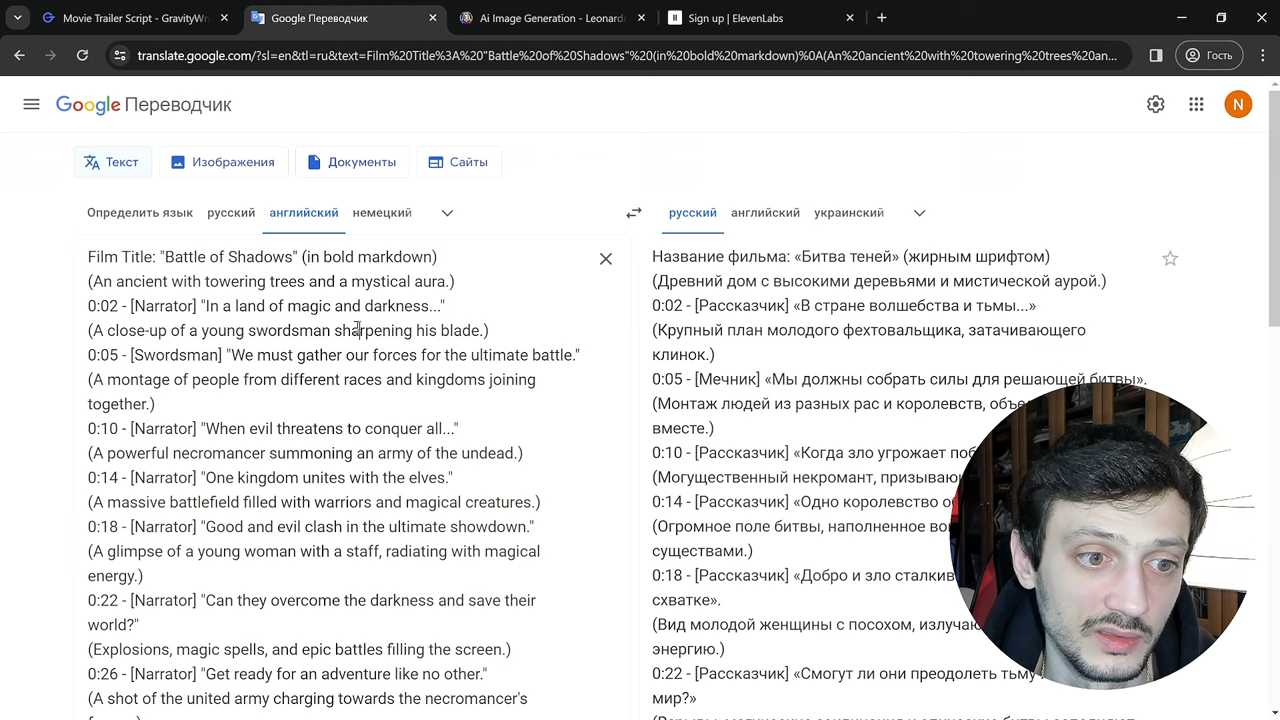 Movie Trailer Script - GravityWr
Google Переводчик
Ai Image Generation - Leonardo
Sign up | ElevenLabs
translate.google.com/?sl=en&tl=ru&text=Film%20Title%3A%20"Battle%20of%20Shadows"%20(in%20bold%20markdown)%0A(An%20ancient%20with%20towering%20trees%20an...
Гость
Google Переводчик
N
Текст
Изображения
Документы
Сайты
Определить язык русский английский немецкий
русский английский украинский
Film Title: "Battle of Shadows" (in bold markdown)
(An ancient with towering trees and a mystical aura.)
0:02 - [Narrator] "In a land of magic and darkness..."
(A close-up of a young swordsman sharpening his blade.)
0:05 - [Swordsman] "We must gather our forces for the ultimate battle."
(A montage of people from different races and kingdoms joining
together.)
0:10 - [Narrator] "When evil threatens to conquer all..."
(A powerful necromancer summoning an army of the undead.)
0:14 - [Narrator] "One kingdom unites with the elves."
(A massive battlefield filled with warriors and magical creatures.)
0:18 - [Narrator] "Good and evil clash in the ultimate showdown."
(A glimpse of a young woman with a staff, radiating with magical
energy.)
0:22 - [Narrator] "Can they overcome the darkness and save their
world?"
(Explosions, magic spells, and epic battles filling the screen.)
0:26 - [Narrator] "Get ready for an adventure like no other."
(A shot of the united army charging towards the necromancer's
Название фильма: «Битва теней» (жирным шрифтом)
(Древний дом с высокими деревьями и мистической аурой.)
0:02 - [Рассказчик] «В стране волшебства и тьмы...»
(Крупный план молодого фехтовальщика, затачивающего
клинок.)
0:05 - [Мечник] «Мы должны собрать силы для решающей битвы».
(Монтаж людей из разных рас и королевств, объе
вместе.)
0:10 - [Рассказчик] «Когда зло угрожает поб
(Могущественный некромант, призываю
0:14 - [Рассказчик] «Одно королевство о
(Огромное поле битвы, наполненное во
существами.)
0:18 - [Рассказчик] «Добро и зло сталкив
схватке».
(Вид молодой женщины с посохом, излуча
энергию.)
0:22 - [Рассказчик] «Смогут ли они преодолеть тьму
мир?»